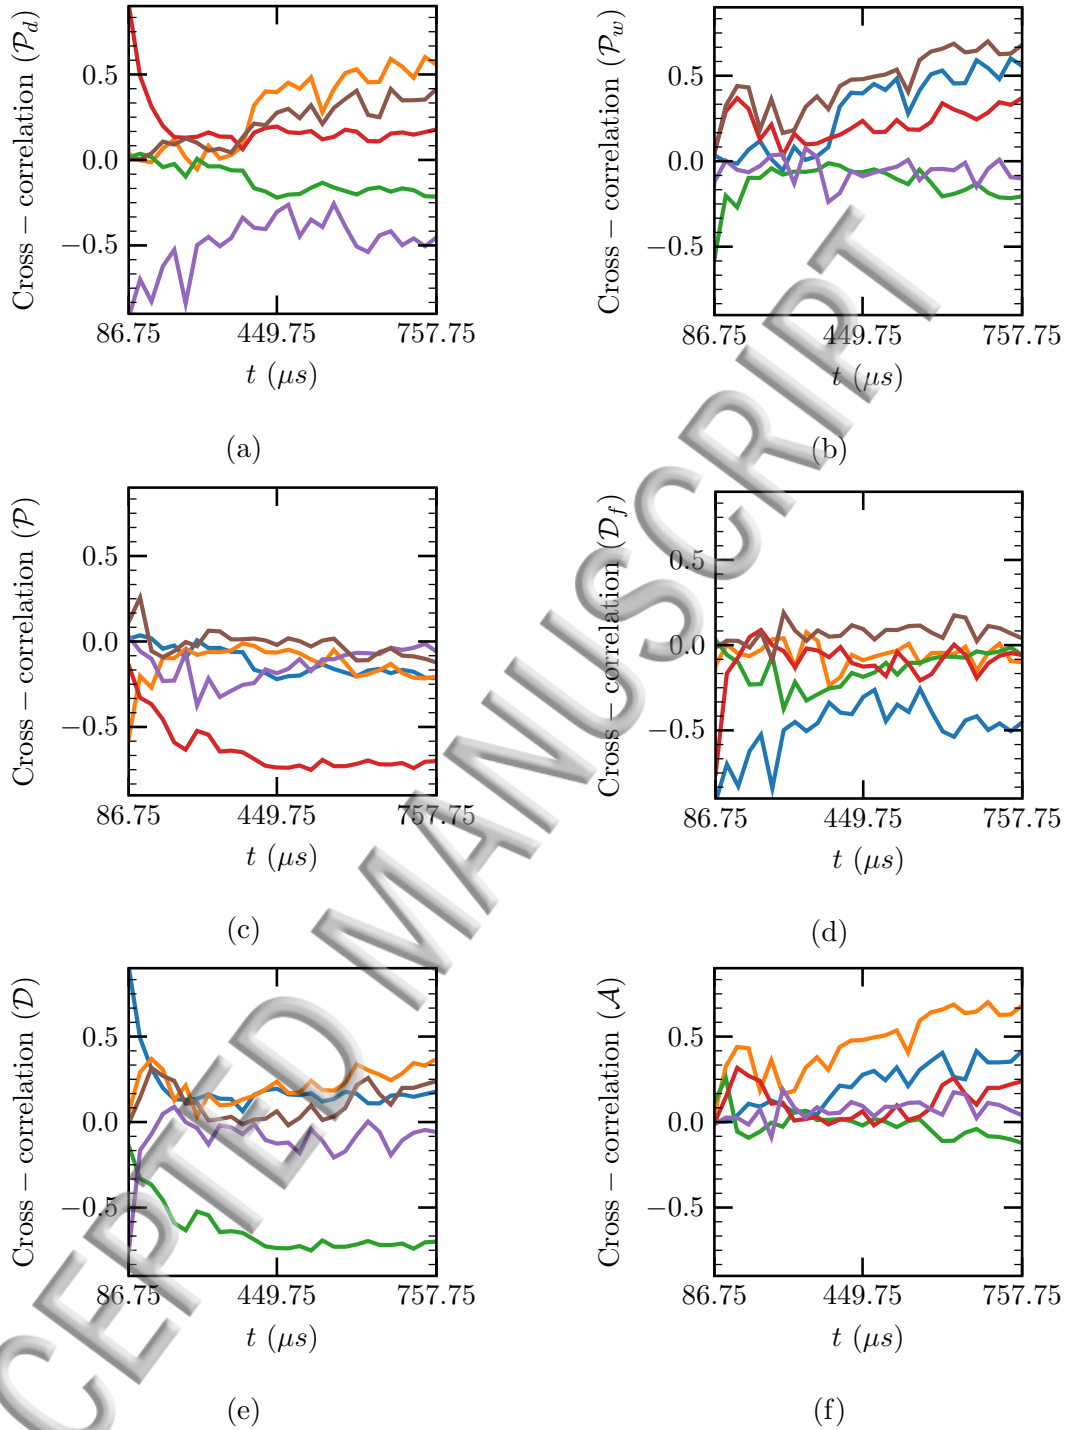 Cross − correlation (𝒫_d)
0.5
0.0
−0.5
86.75 449.75 757.75
t (μs)
(a)
Cross − correlation (𝒫_w)
0.5
0.0
−0.5
86.75 449.75 757.75
t (μs)
(b)
Cross − correlation (𝒫)
0.5
0.0
−0.5
86.75 449.75 757.75
t (μs)
(c)
Cross − correlation (𝒟_f)
0.5
0.0
−0.5
86.75 449.75 757.75
t (μs)
(d)
Cross − correlation (𝒟)
0.5
0.0
−0.5
86.75 449.75 757.75
t (μs)
(e)
Cross − correlation (𝒜)
0.5
0.0
−0.5
86.75 449.75 757.75
t (μs)
(f)
CEPTED MANUSCRIPT